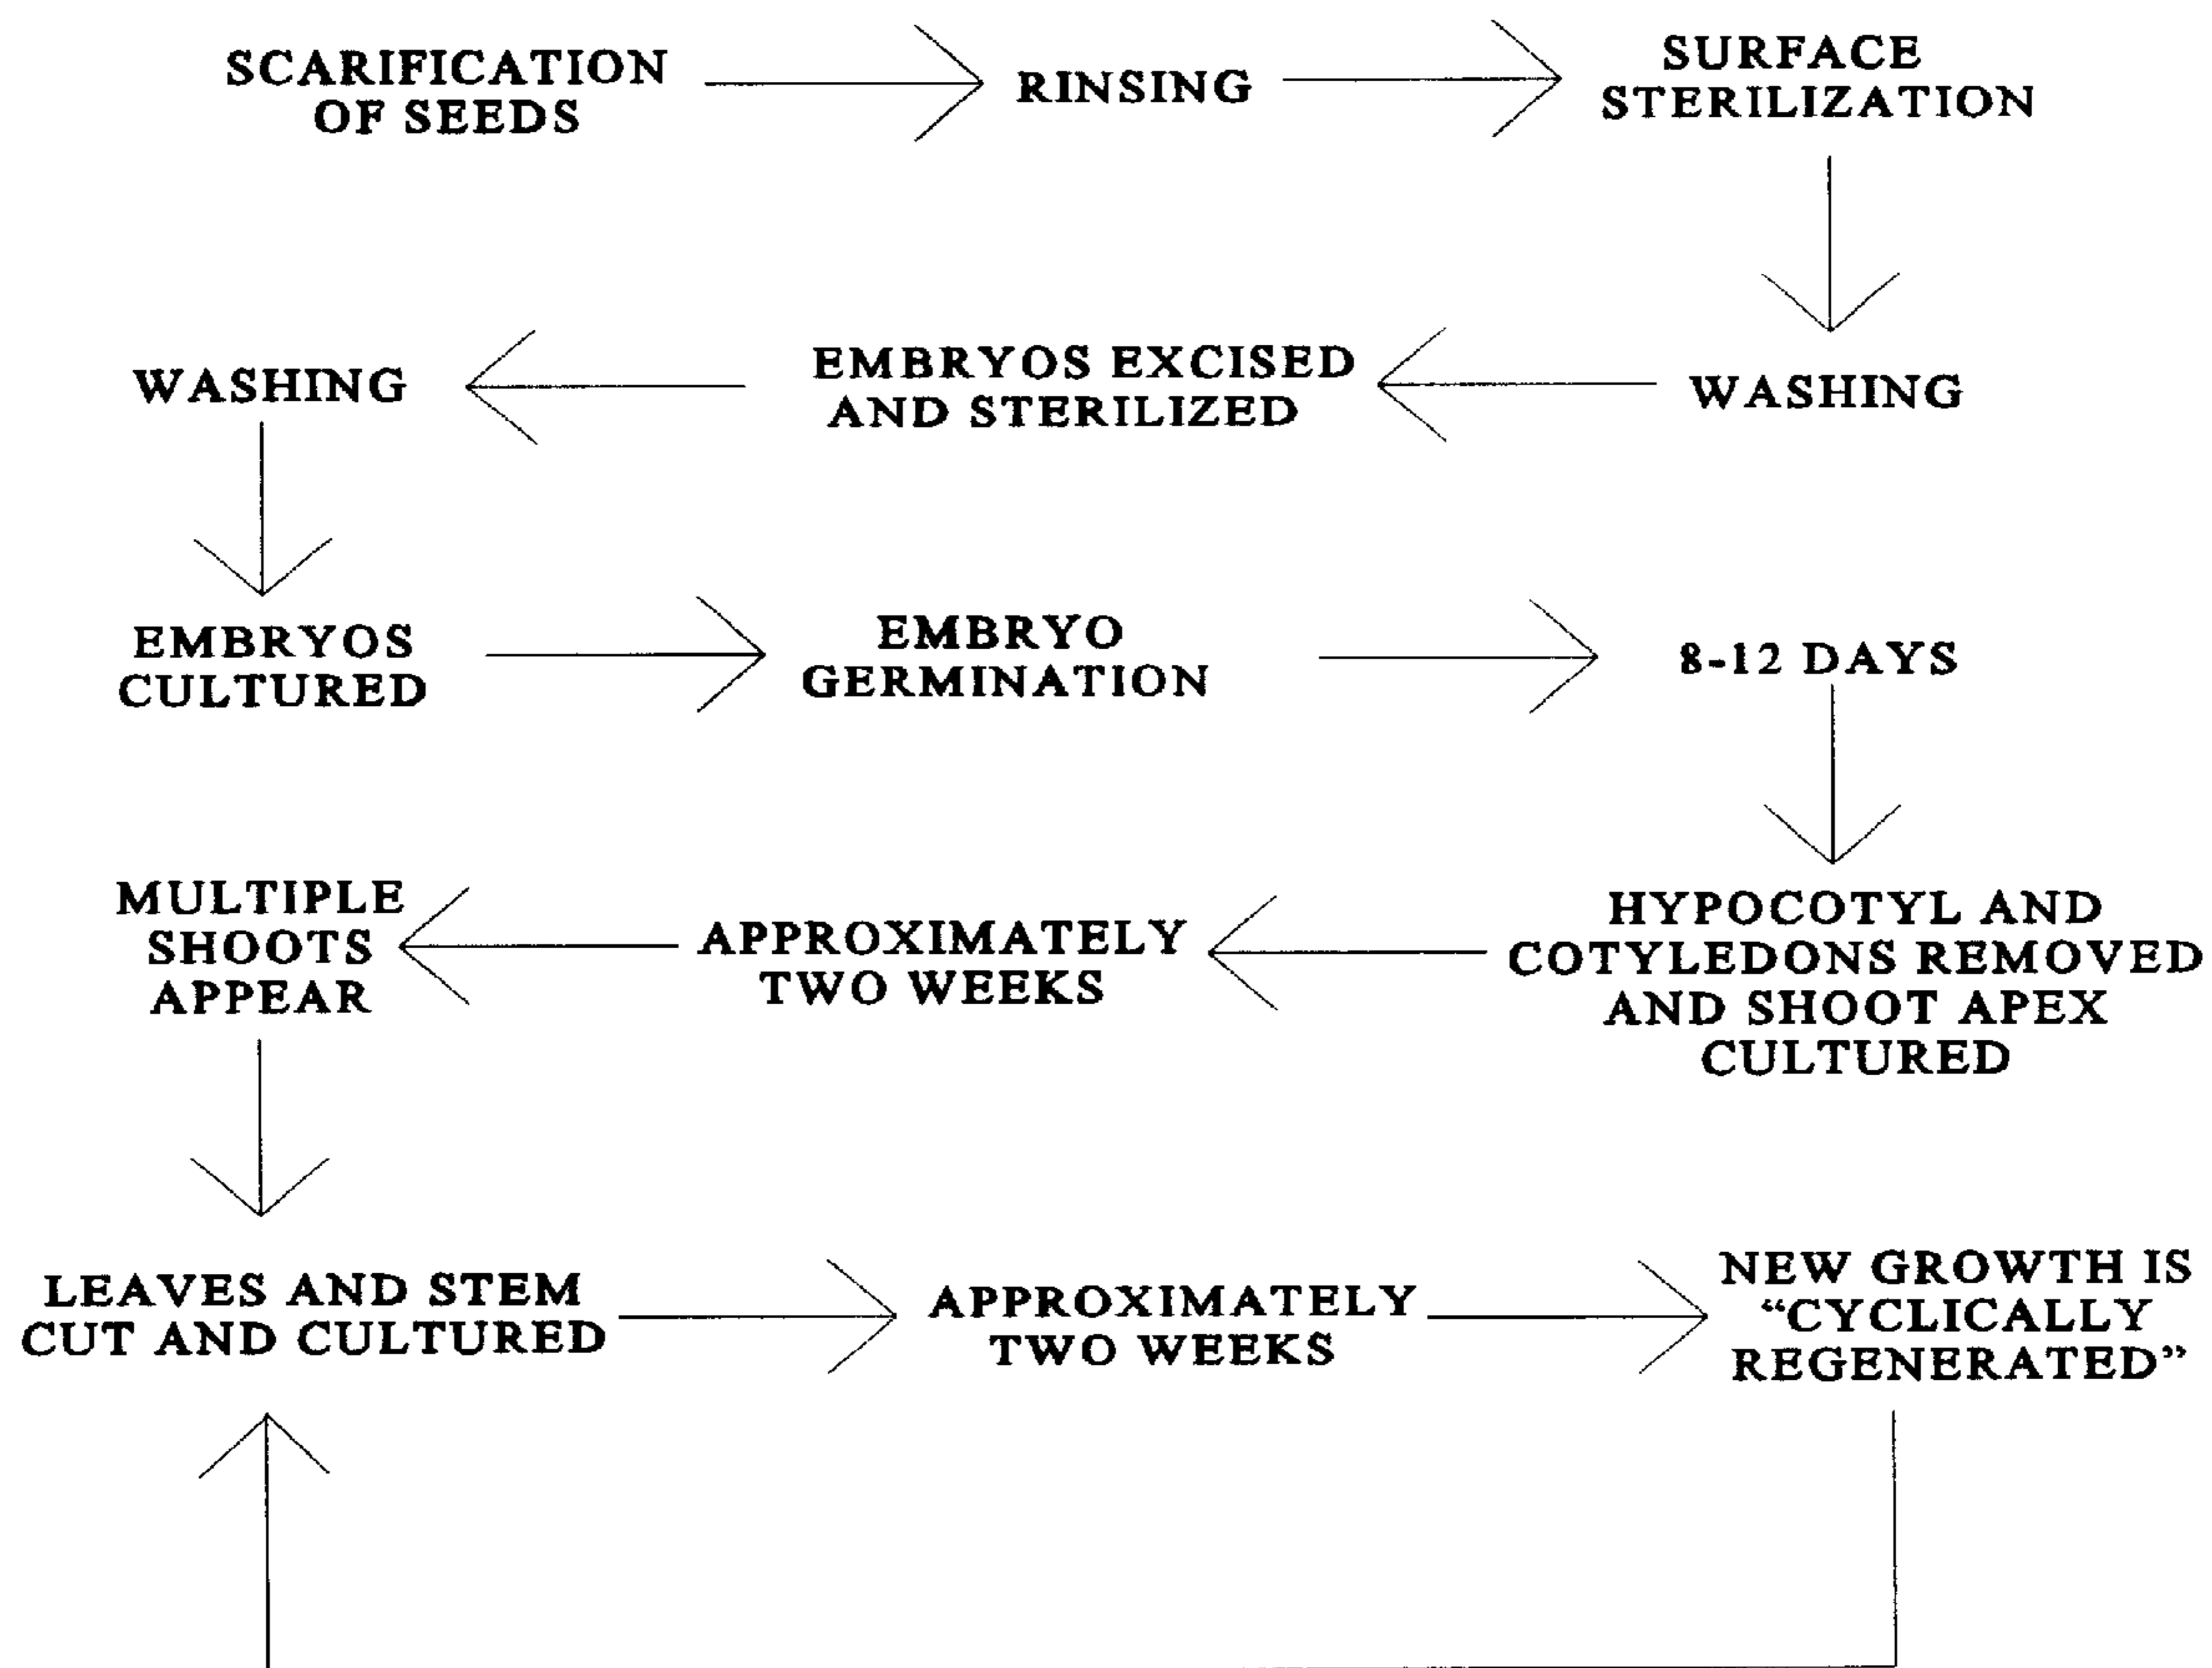 SCARIFICATION
OF SEEDS
RINSING
SURFACE
STERILIZATION
WASHING
EMBRYOS EXCISED
AND STERILIZED
WASHING
EMBRYOS
CULTURED
EMBRYO
GERMINATION
8-12 DAYS
HYPOCOTYL AND
COTYLEDONS REMOVED
AND SHOOT APEX
CULTURED
APPROXIMATELY
TWO WEEKS
MULTIPLE
SHOOTS
APPEAR
LEAVES AND STEM
CUT AND CULTURED
APPROXIMATELY
TWO WEEKS
NEW GROWTH IS
“CYCLICALLY
REGENERATED”